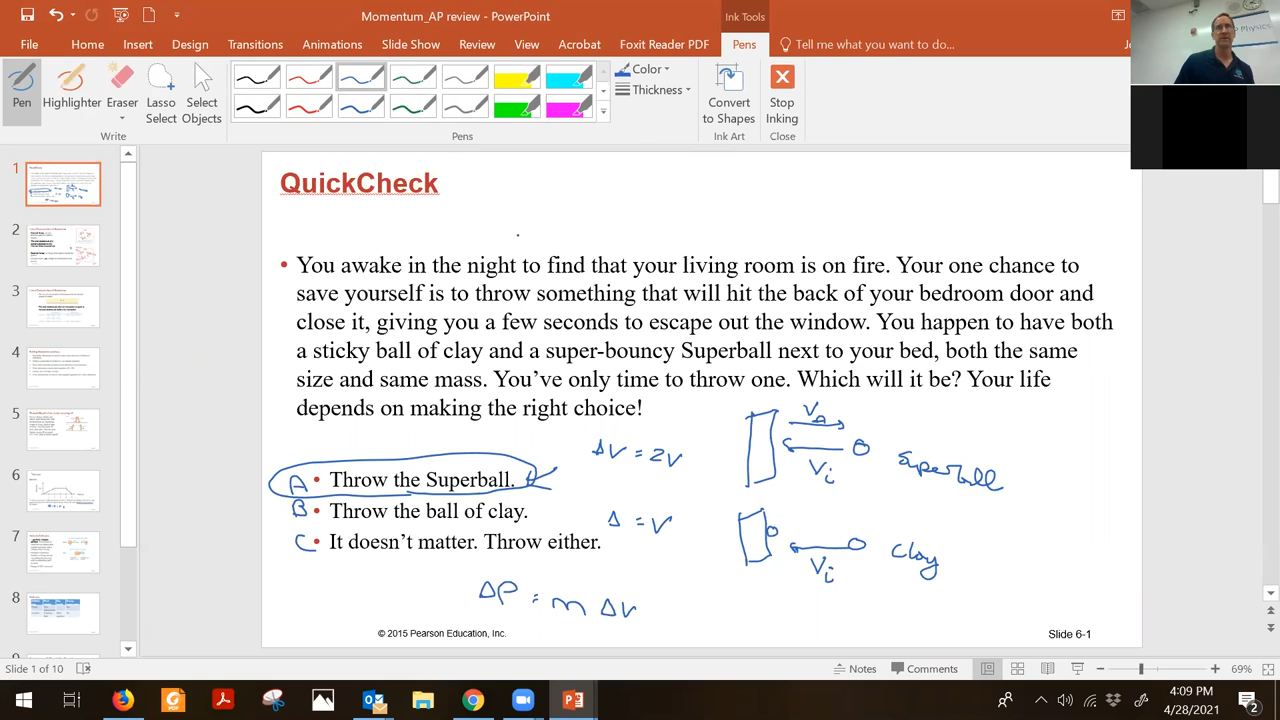 Momentum_AP review - PowerPoint
Ink Tools
File Home Insert Design Transitions Animations Slide Show Review View Acrobat Foxit Reader PDF Pens Tell me what you want to do...
Pen Highlighter Eraser Lasso Select Select Objects
Color
Thickness
Convert to Shapes
Stop Inking
Write Pens Ink Art Close
1
2
3
4
5
6
7
8
QuickCheck
• You awake in the night to find that your living room is on fire. Your one chance to
save yourself is to throw something that will hit the back of your bedroom door and
close it, giving you a few seconds to escape out the window. You happen to have both
a sticky ball of clay and a super-bouncy Superball next to your bed, both the same
size and same mass. You’ve only time to throw one. Which will it be? Your life
depends on making the right choice!
A • Throw the Superball.
B • Throw the ball of clay.
C • It doesn’t matter. Throw either.
ΔV = 2V
Vi
Superball
Δ = V
Vi
Clay
ΔP = m ΔV
© 2015 Pearson Education, Inc.
Slide 6-1
Slide 1 of 10
Notes Comments
69%
4:09 PM
4/28/2021
2